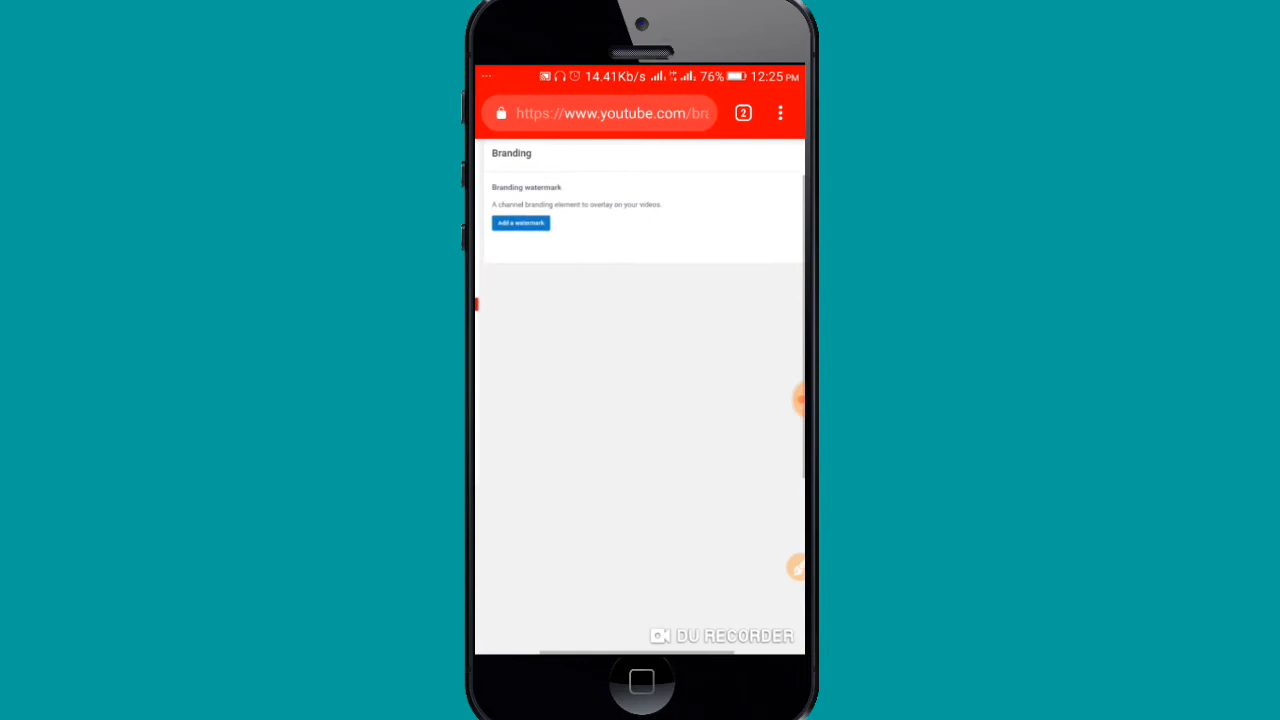 14.41Kb/s 76% 12:25 PM
https://www.youtube.com/bra
2
Branding
Branding watermark
A channel branding element to overlay on your videos.
Add a watermark
DU RECORDER